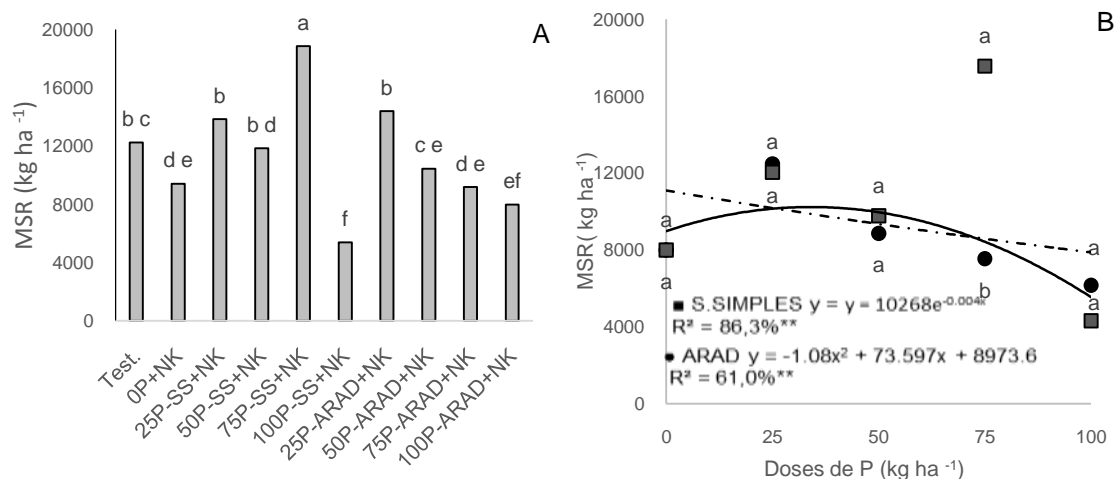 A
MSR (kg ha -1)
20000
16000
12000
8000
4000
0
b c
d e
b
b d
a
f
b
c e
d e
ef
Test.
0P+NK
25P-SS+NK
50P-SS+NK
75P-SS+NK
100P-SS+NK
25P-ARAD+NK
50P-ARAD+NK
75P-ARAD+NK
100P-ARAD+NK
B
MSR( kg ha -1)
20000
16000
12000
8000
4000
0
a
a
a
a
a
a
a
b
a
a
S.SIMPLES y = y = 10268e-0.004x
R² = 86,3%**
ARAD y = -1.08x² + 73.597x + 8973.6
R² = 61,0%**
0
25
50
75
100
Doses de P (kg ha -1)